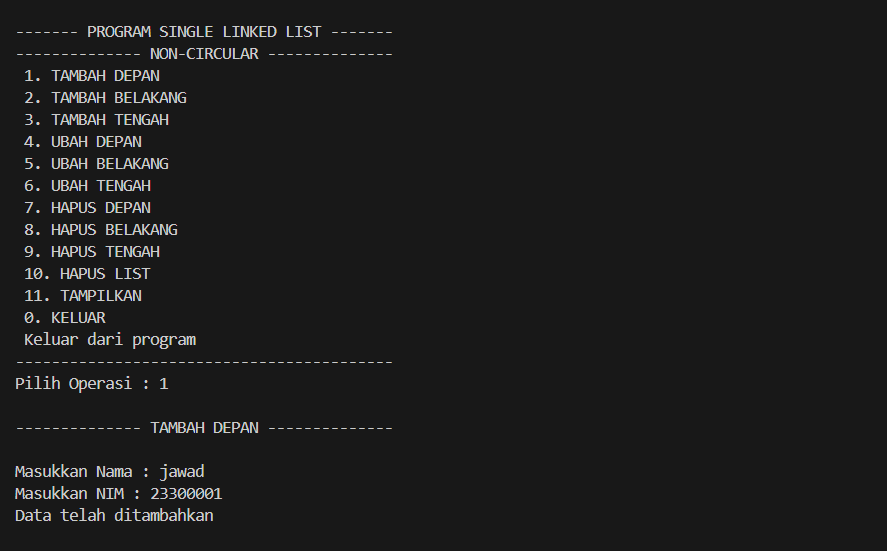 ------- PROGRAM SINGLE LINKED LIST -------
-------------- NON-CIRCULAR --------------
1. TAMBAH DEPAN
2. TAMBAH BELAKANG
3. TAMBAH TENGAH
4. UBAH DEPAN
5. UBAH BELAKANG
6. UBAH TENGAH
7. HAPUS DEPAN
8. HAPUS BELAKANG
9. HAPUS TENGAH
10. HAPUS LIST
11. TAMPILKAN
0. KELUAR
Keluar dari program
------------------------------------------
Pilih Operasi : 1
-------------- TAMBAH DEPAN --------------
Masukkan Nama : jawad
Masukkan NIM : 23300001
Data telah ditambahkan